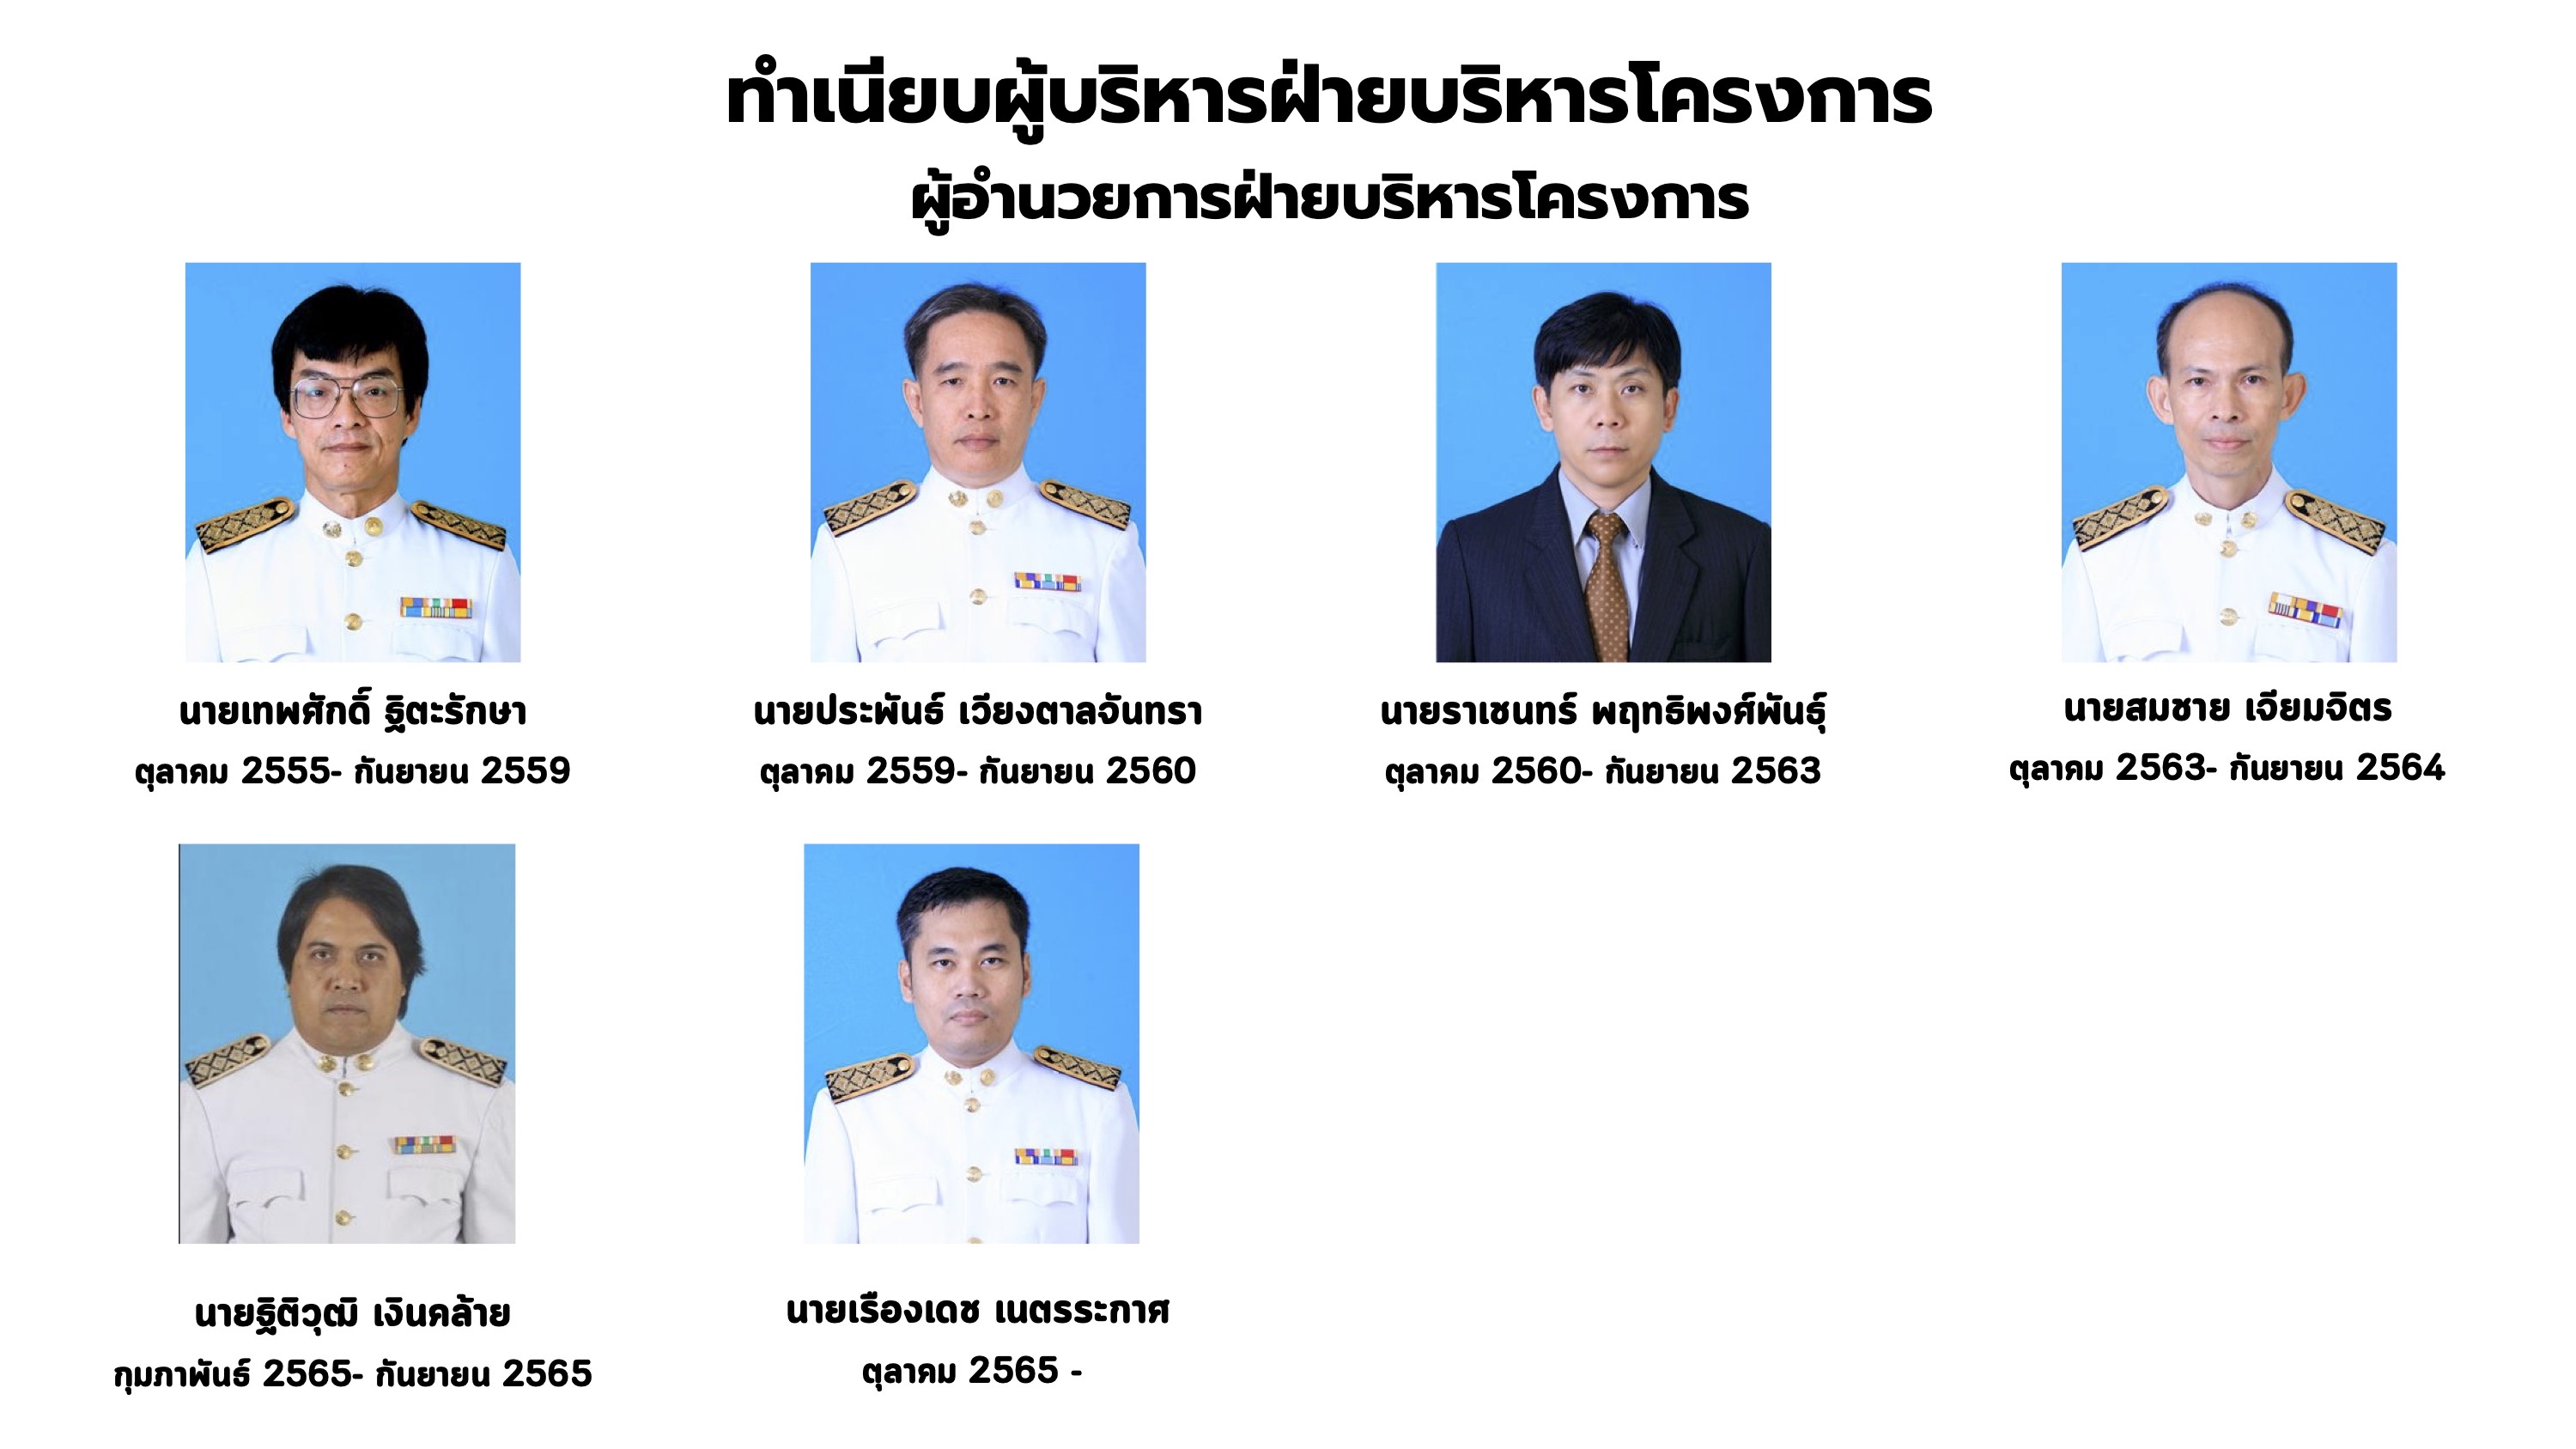 ทำเนียบผู้บริหารฝ่ายบริหารโครงการ
ผู้อำนวยการฝ่ายบริหารโครงการ
นายเทพศักดิ์ ฐิตะรักษา
ตุลาคม 2555- กันยายน 2559
นายประพันธ์ เวียงตาลจันทรา
ตุลาคม 2559- กันยายน 2560
นายราเชนทร์ พฤทธิพงศ์พันธุ์
ตุลาคม 2560- กันยายน 2563
นายสมชาย เจียมจิตร
ตุลาคม 2563- กันยายน 2564
นายฐิติวุฒิ เงินคล้าย
กุมภาพันธ์ 2565- กันยายน 2565
นายเรืองเดช เนตรระกาศ
ตุลาคม 2565 -